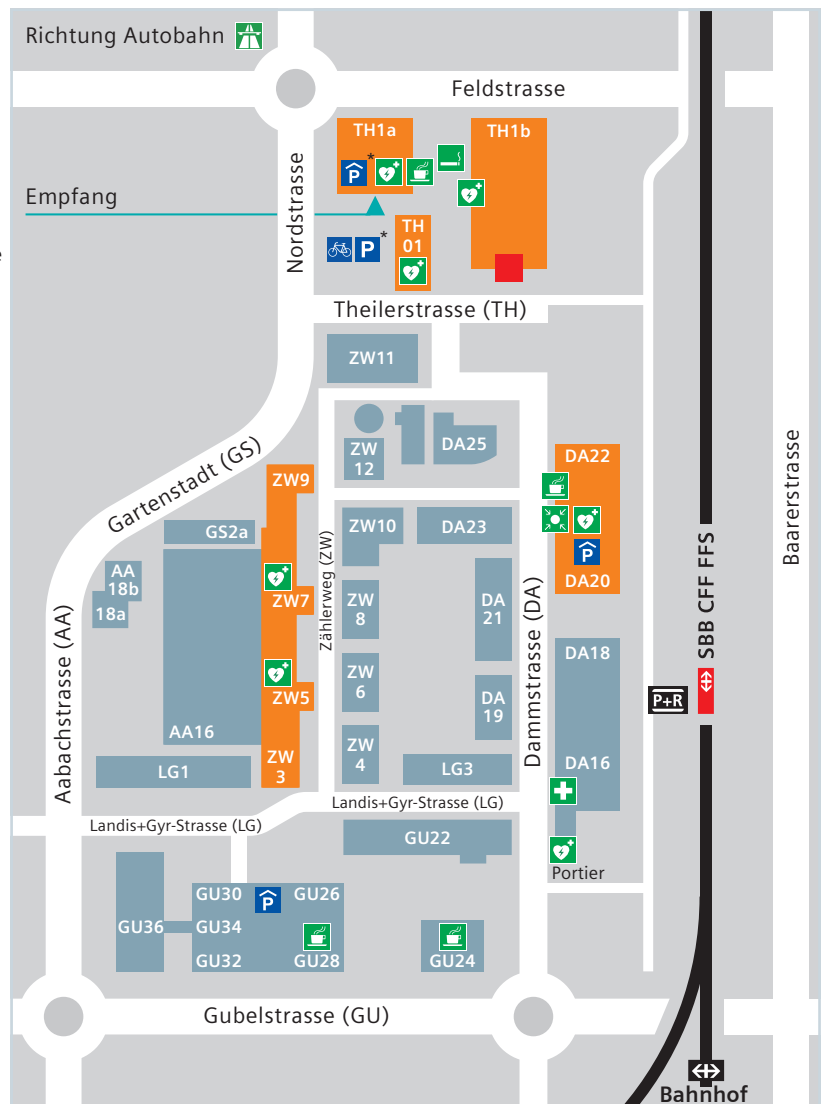 Richtung Autobahn
Feldstrasse
TH1a
TH1b
P
*
Empfang
Nordstrasse
TH
01
P
*
e
Theilerstrasse (TH)
ZW11
ZW
12
DA25
Gartenstadt (GS)
ZW9
DA22
Baarerstrasse
GS2a
ZW10
DA23
P
DA20
AA
18b
18a
ZW7
Zählerweg (ZW)
ZW
8
DA
21
Dammstrasse (DA)
SBB CFF FFS
Aabachstrasse (AA)
ZW5
ZW
6
DA
19
DA18
P+R
AA16
LG1
ZW
3
ZW
4
LG3
DA16
Landis+Gyr-Strasse (LG)
Landis+Gyr-Strasse (LG)
GU22
Portier
GU30
P
GU26
GU36
GU34
GU32
GU28
GU24
Gubelstrasse (GU)
Bahnhof